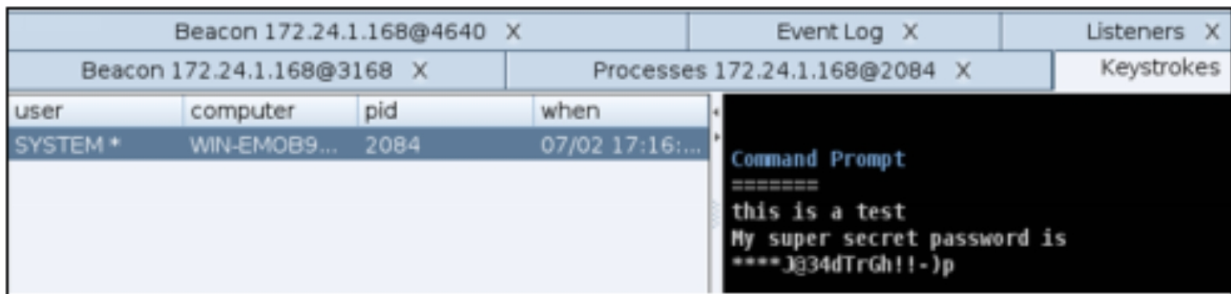 Beacon 172.24.1.168@4640 X Event Log X Listeners X
Beacon 172.24.1.168@3168 X Processes 172.24.1.168@2084 X Keystrokes
user computer pid when
SYSTEM * WIN-EMOB9... 2084 07/02 17:16:...
Command Prompt
=======
this is a test
My super secret password is
****J@34dTrGh!!-)p